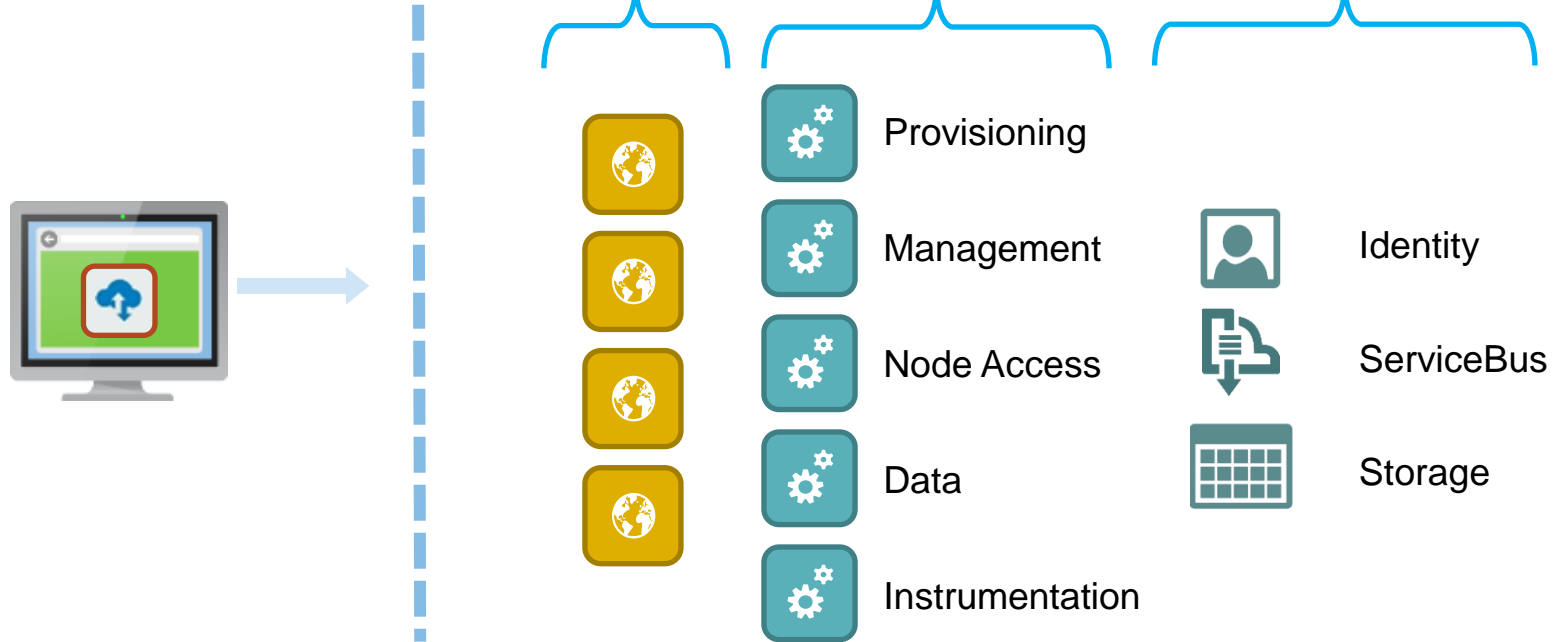 Provisioning
Management
Node Access
Data
Instrumentation
Identity
ServiceBus
Storage